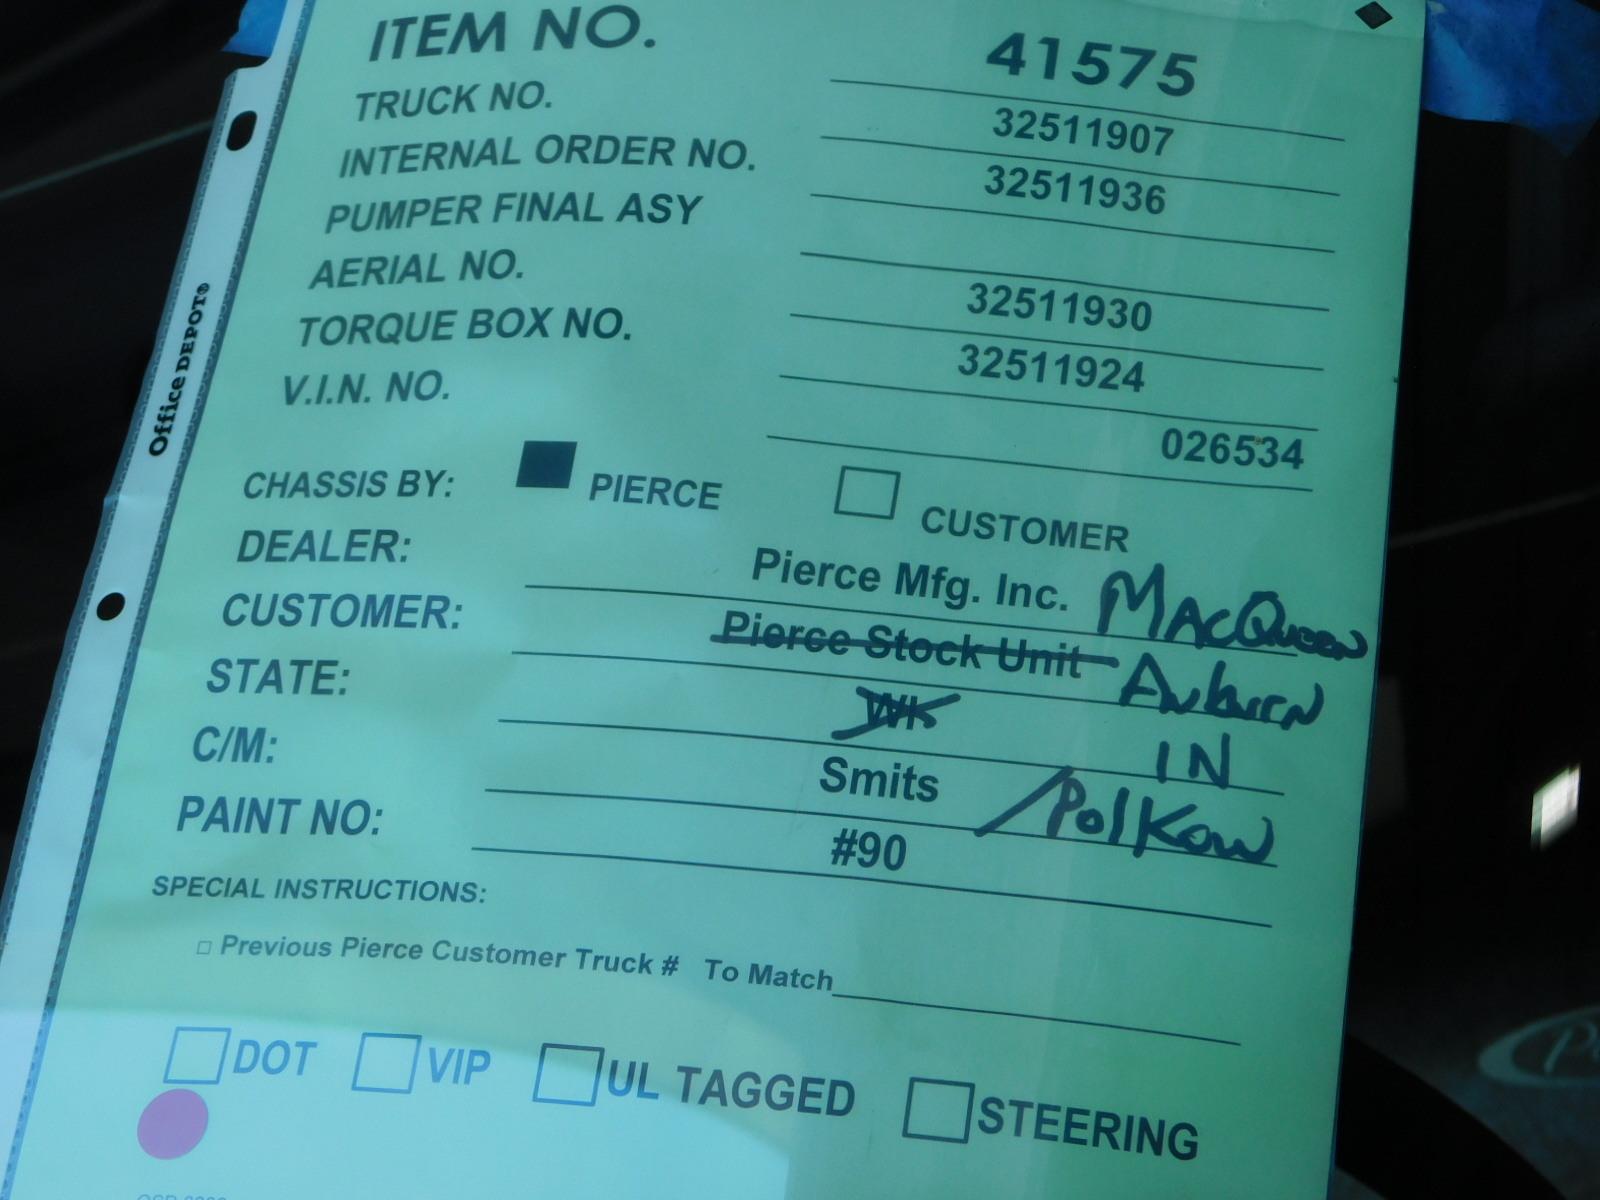 ITEM NO. 41575
TRUCK NO. 32511907
INTERNAL ORDER NO. 32511936
PUMPER FINAL ASY
AERIAL NO. 32511930
TORQUE BOX NO. 32511924
V.I.N. NO. 026534
CHASSIS BY: PIERCE CUSTOMER
DEALER: Pierce Mfg. Inc. MacQueen
CUSTOMER: Pierce Stock Unit Auburn
STATE: IN
C/M: Smits /Polkow
PAINT NO: #90
SPECIAL INSTRUCTIONS:
□ Previous Pierce Customer Truck # To Match
DOT VIP UL TAGGED STEERING
Office DEPOT®